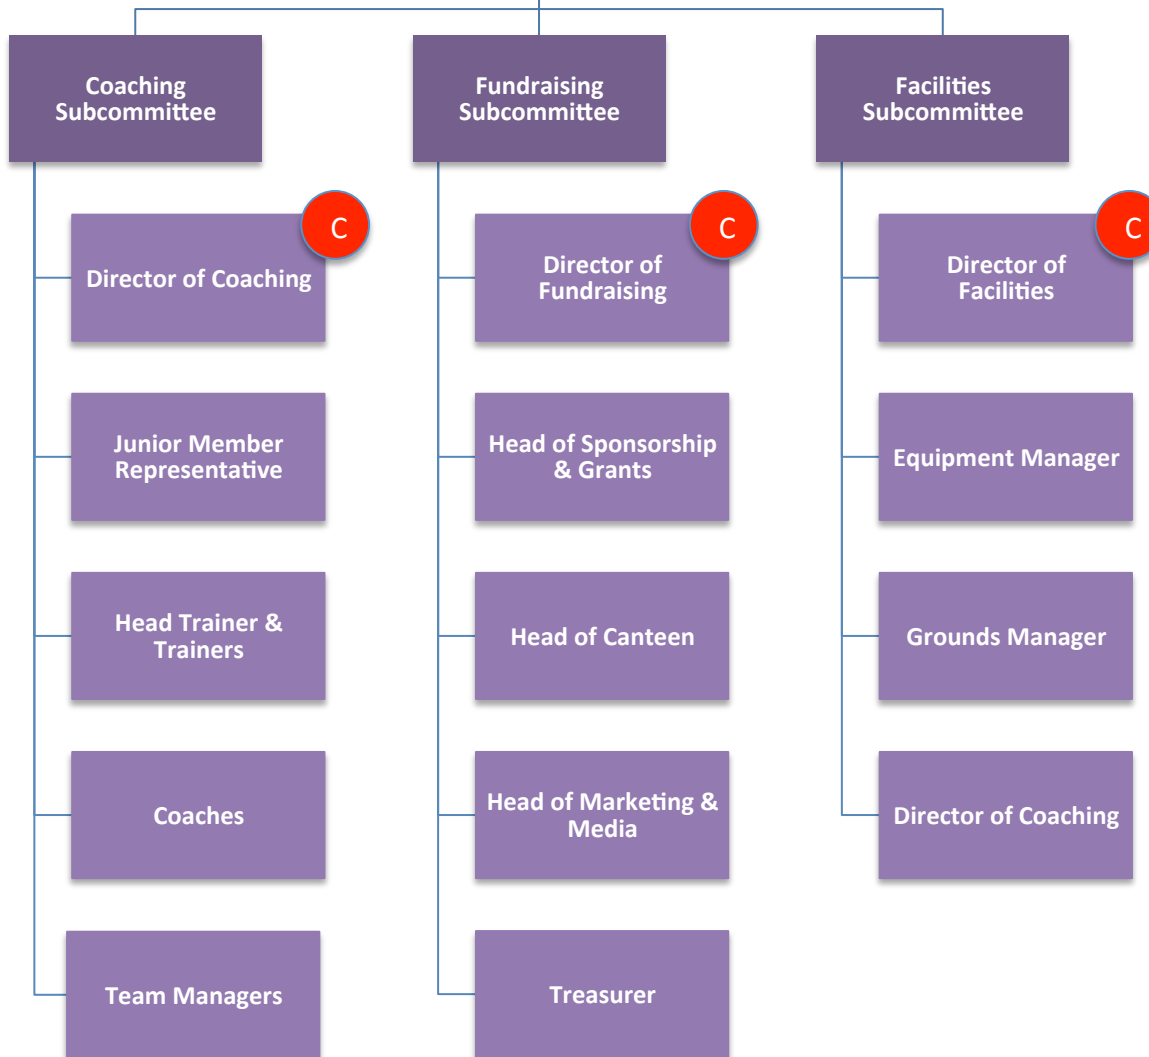 Coaching
Subcommittee
C
Director of Coaching
Junior Member
Representative
Head Trainer &
Trainers
Coaches
Team Managers
Fundraising
Subcommittee
C
Director of
Fundraising
Head of Sponsorship
& Grants
Head of Canteen
Head of Marketing &
Media
Treasurer
Facilities
Subcommittee
C
Director of
Facilities
Equipment Manager
Grounds Manager
Director of Coaching